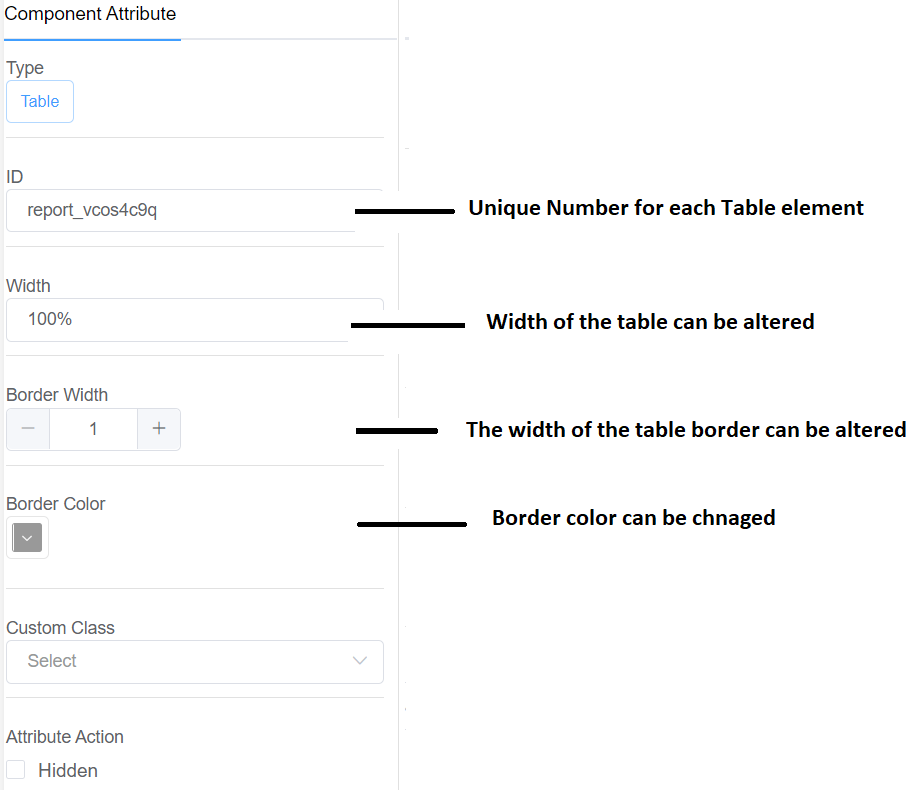 Component Attribute
Type
Table
ID
report_vcos4c9q
Unique Number for each Table element
Width
100%
Width of the table can be altered
Border Width
1
The width of the table border can be altered
Border Color
Border color can be chnaged
Custom Class
Select
Attribute Action
Hidden